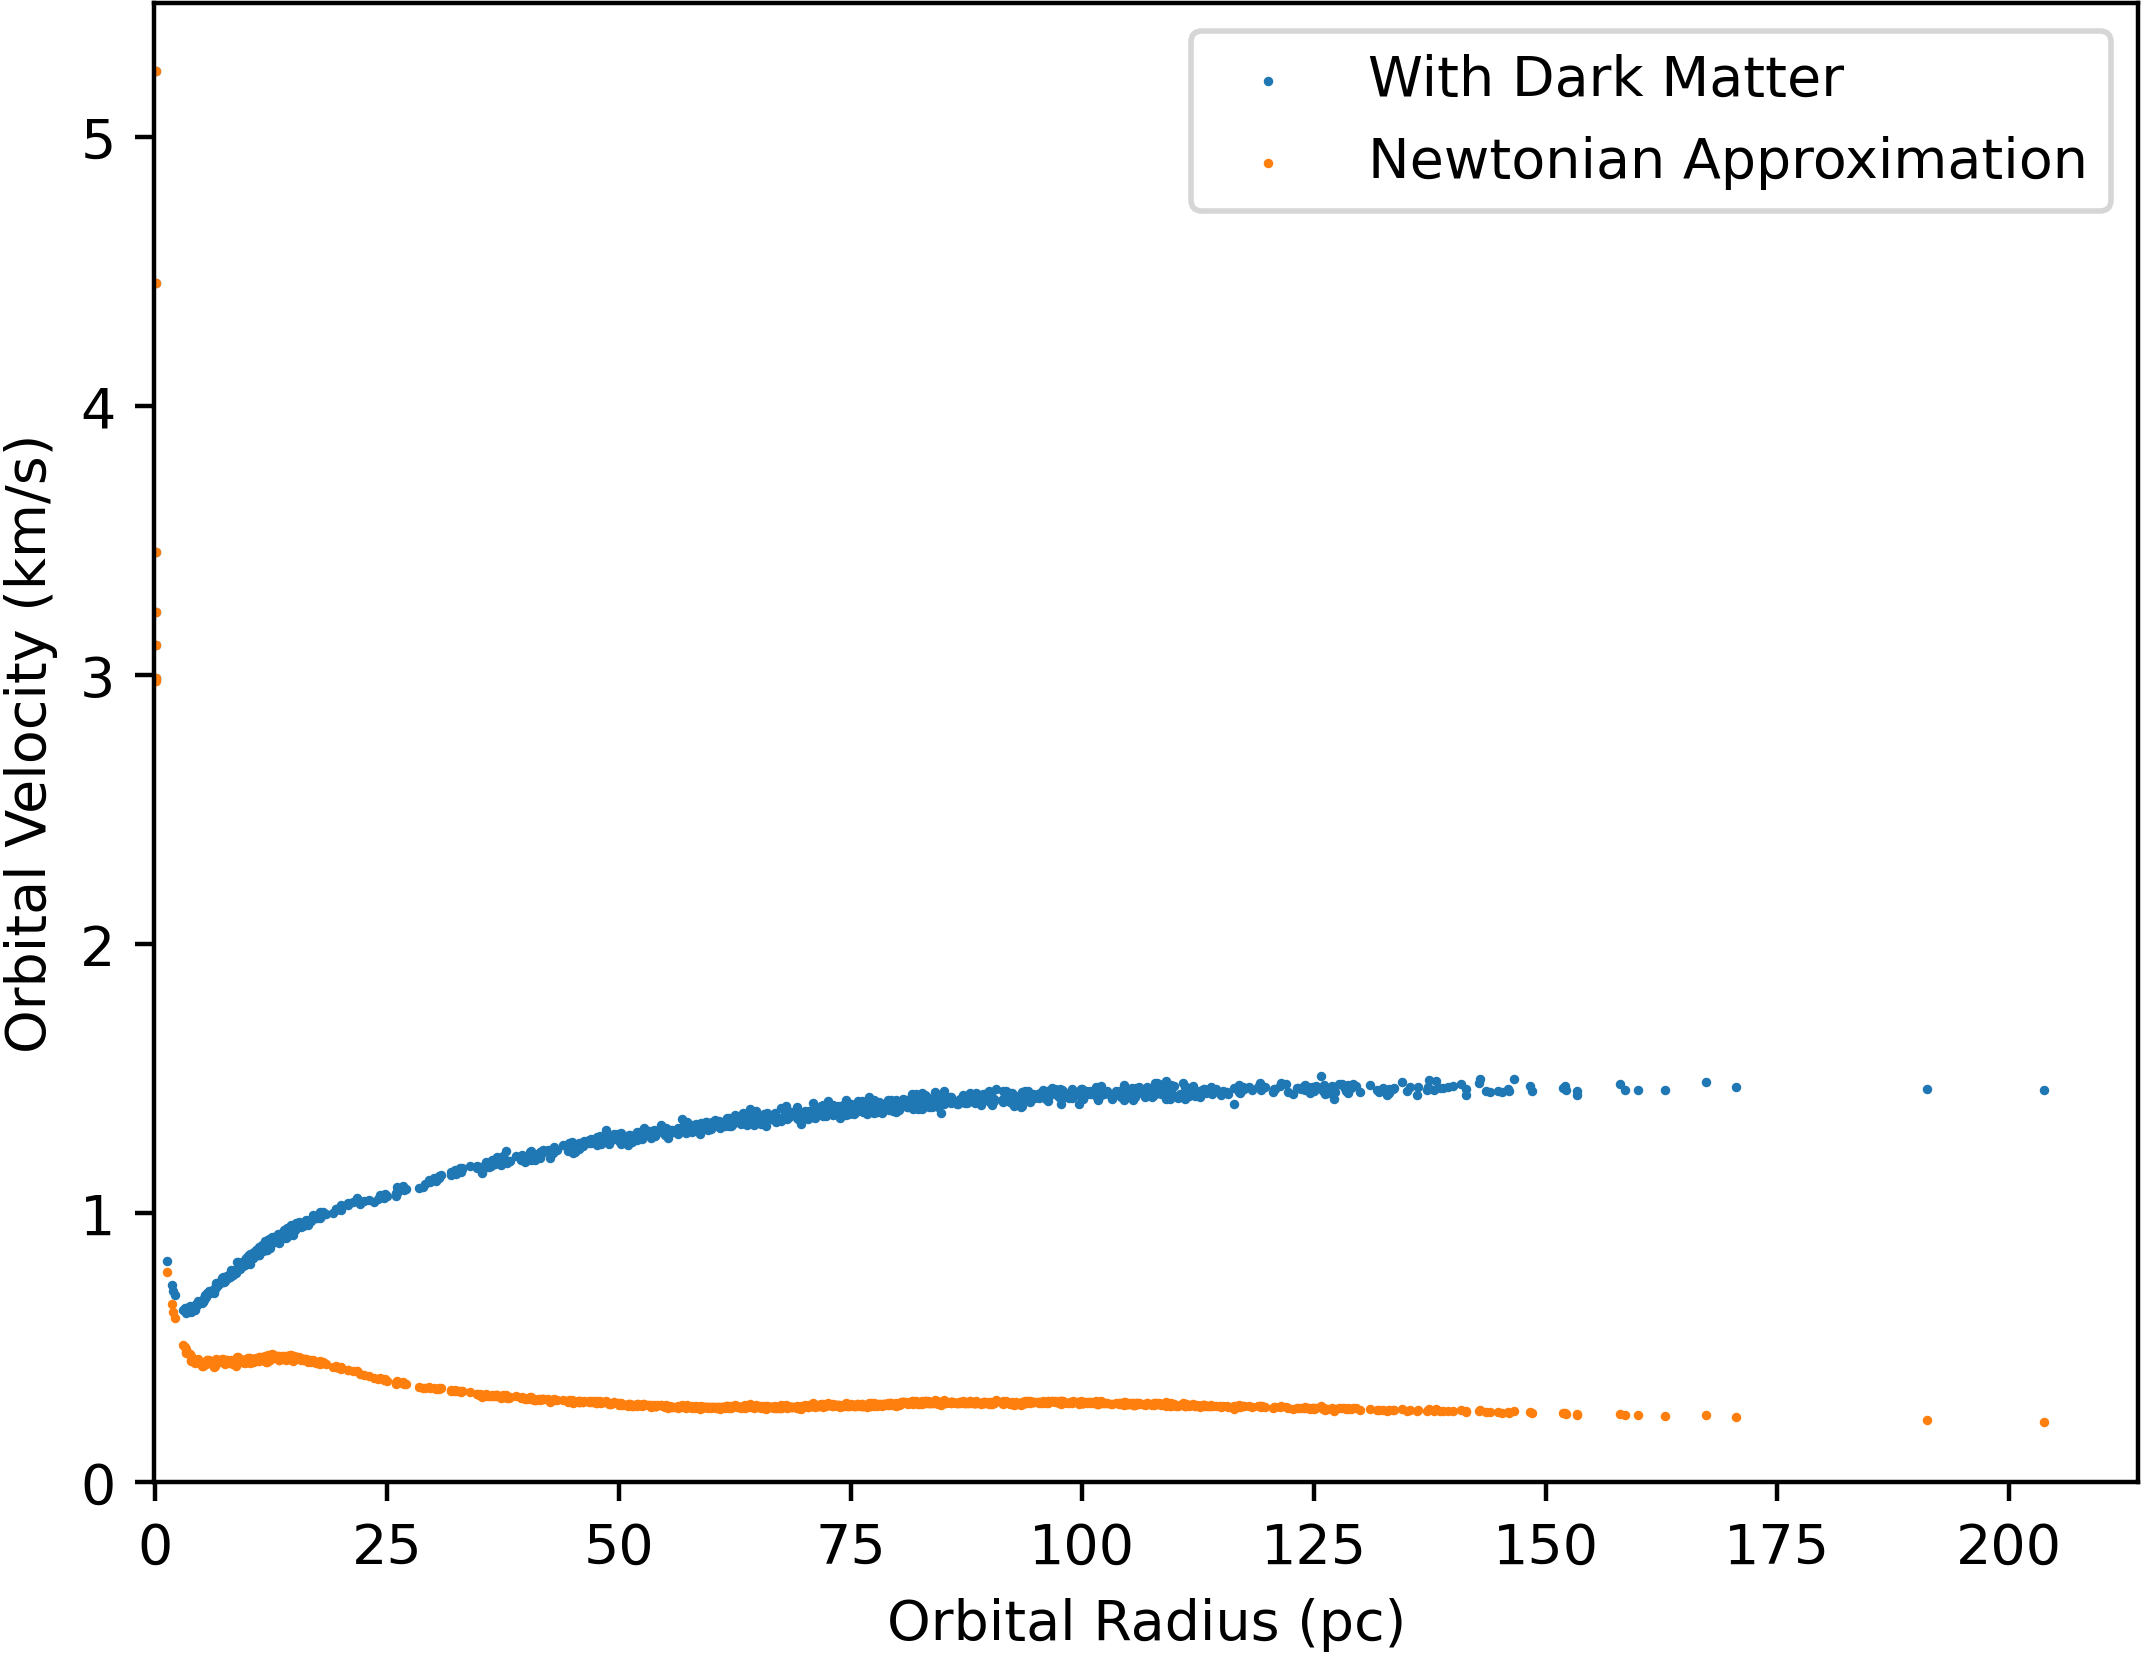 With Dark Matter
Newtonian Approximation
Orbital Velocity (km/s)
5
4
3
2
1
0
0 25 50 75 100 125 150 175 200
Orbital Radius (pc)